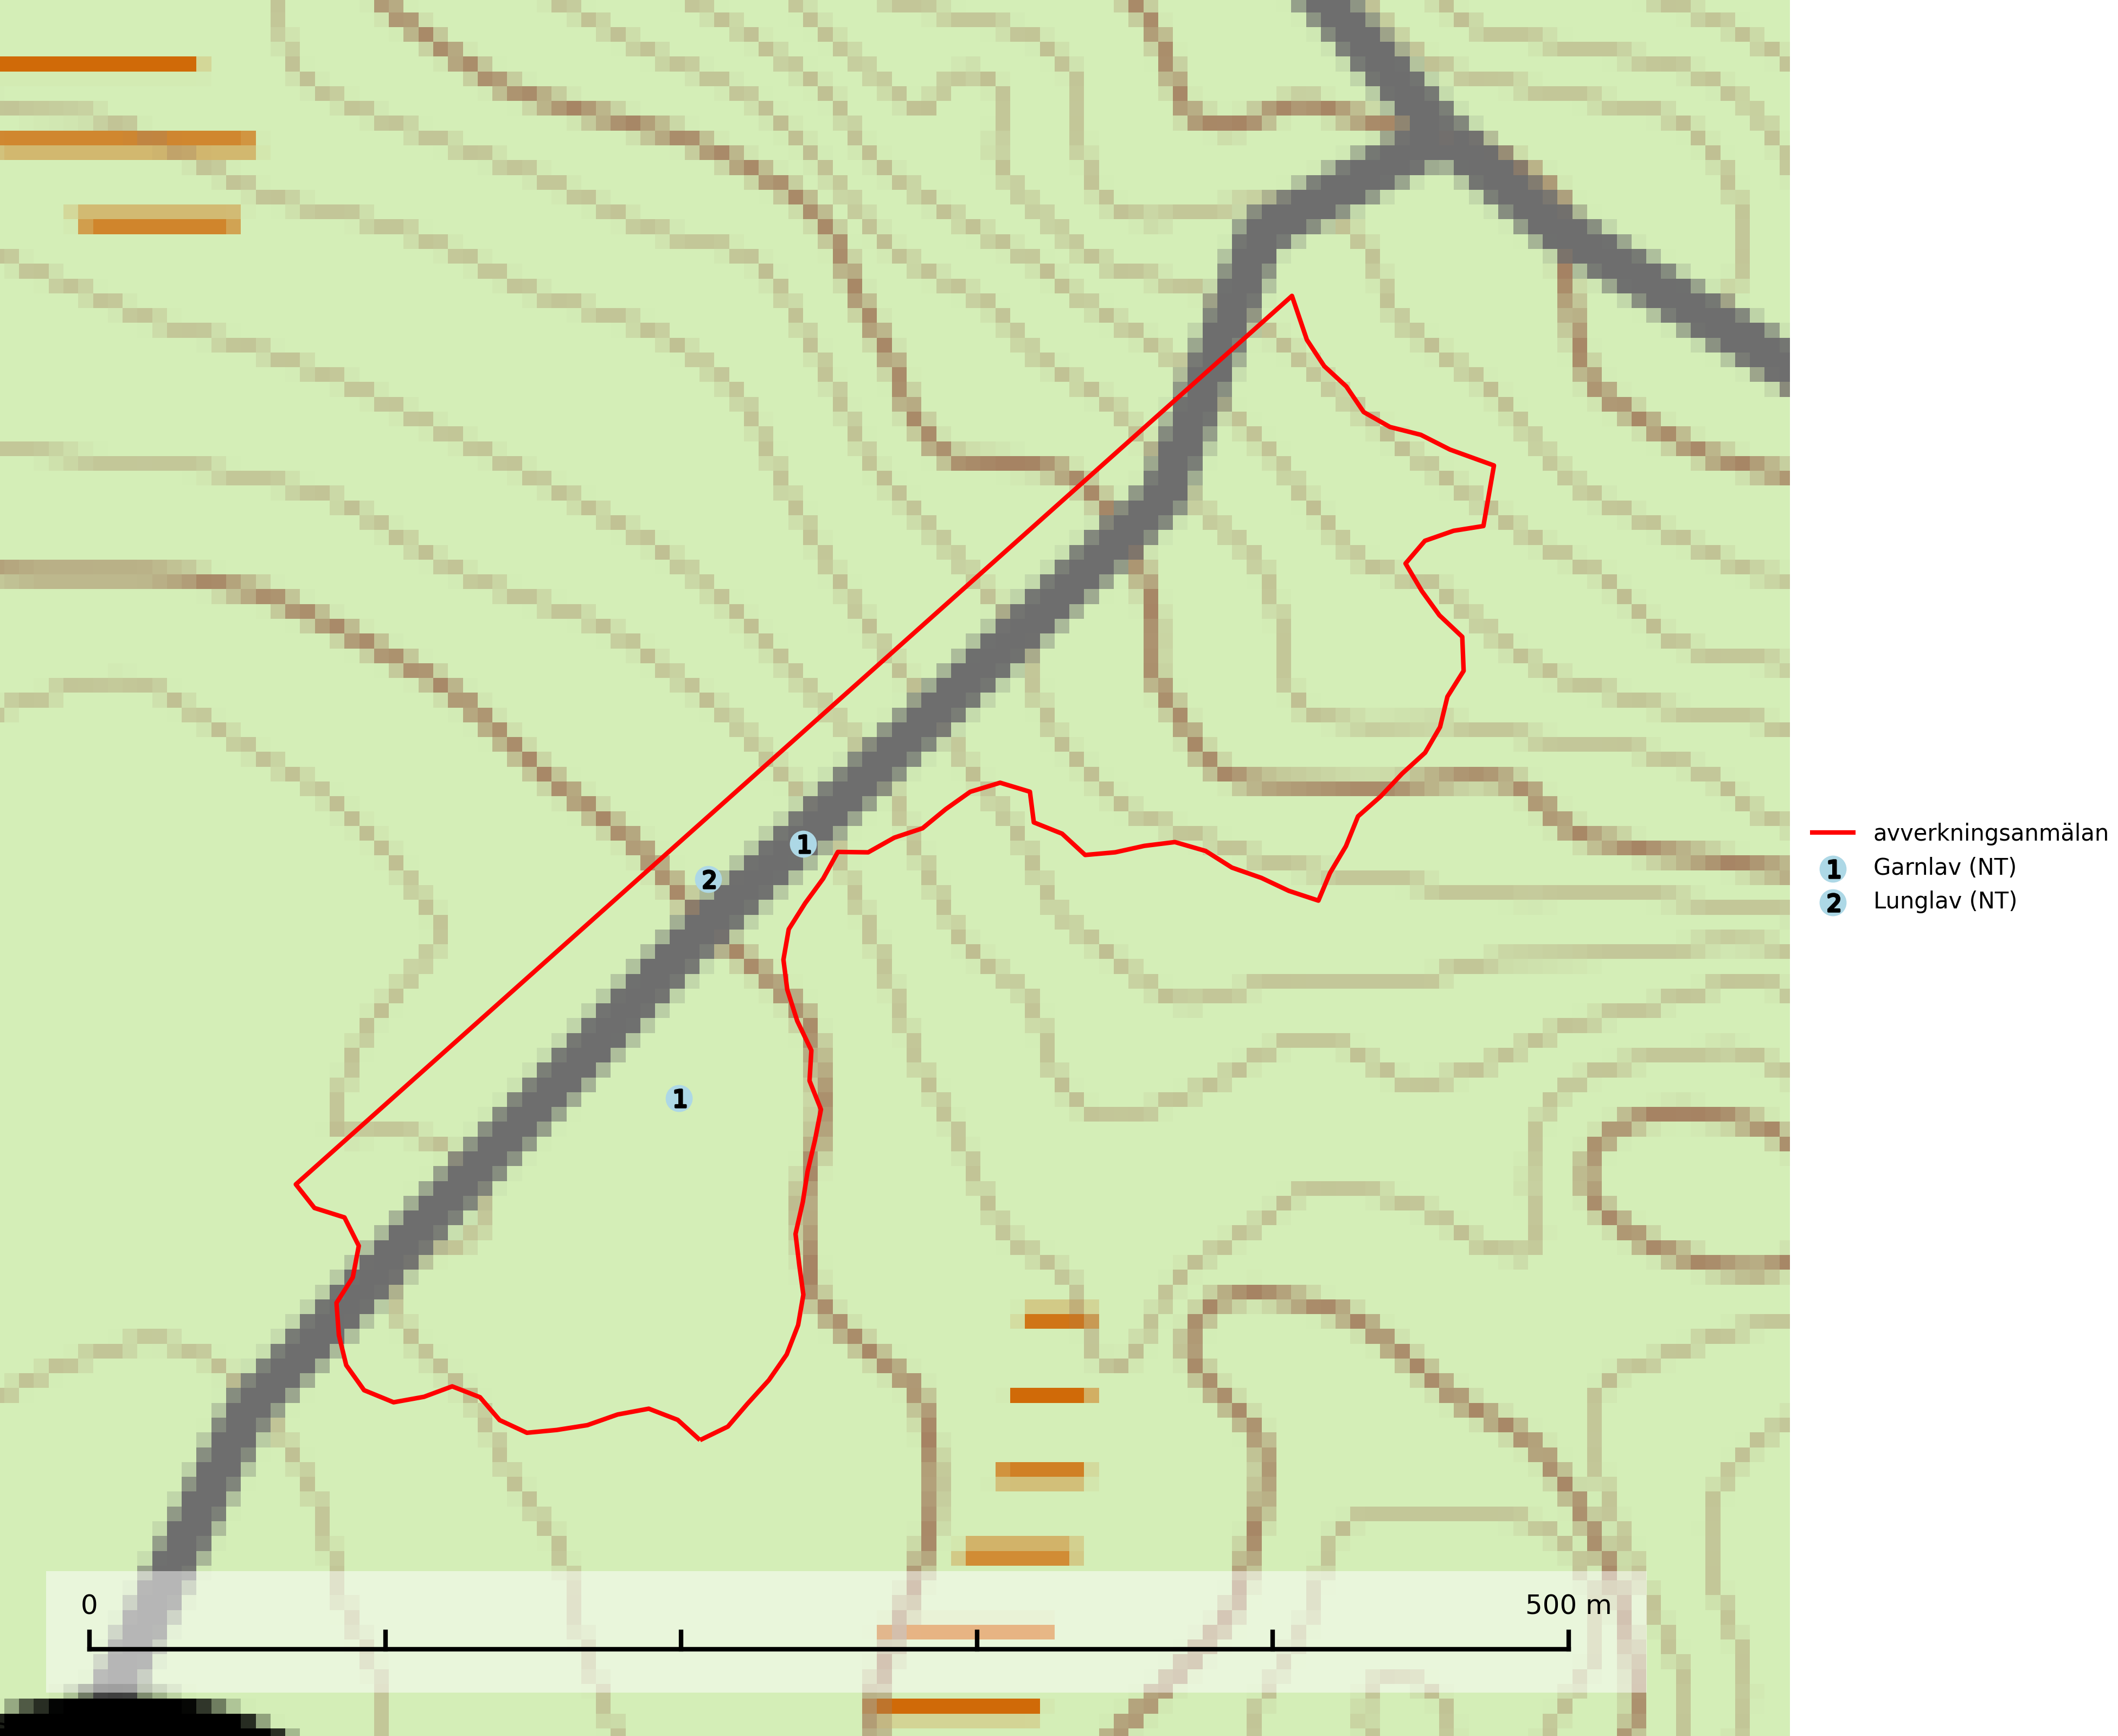 1
2
1
avverkningsanmälan
1 Garnlav (NT)
2 Lunglav (NT)
0 500 m